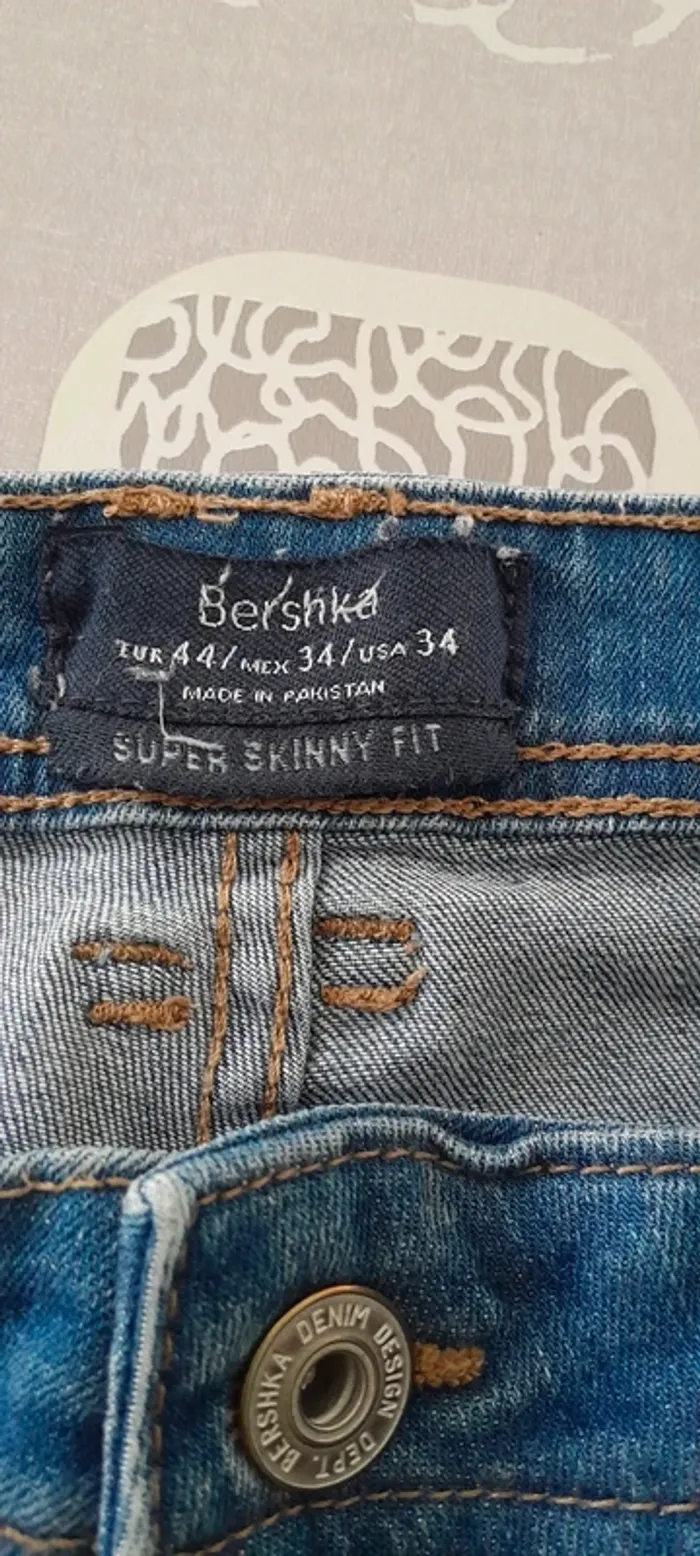 Bershka
EUR 44/MEX 34/USA 34
MADE IN PAKISTAN
SUPER SKINNY FIT
BERSHKA DENIM DESIGN DEPT.